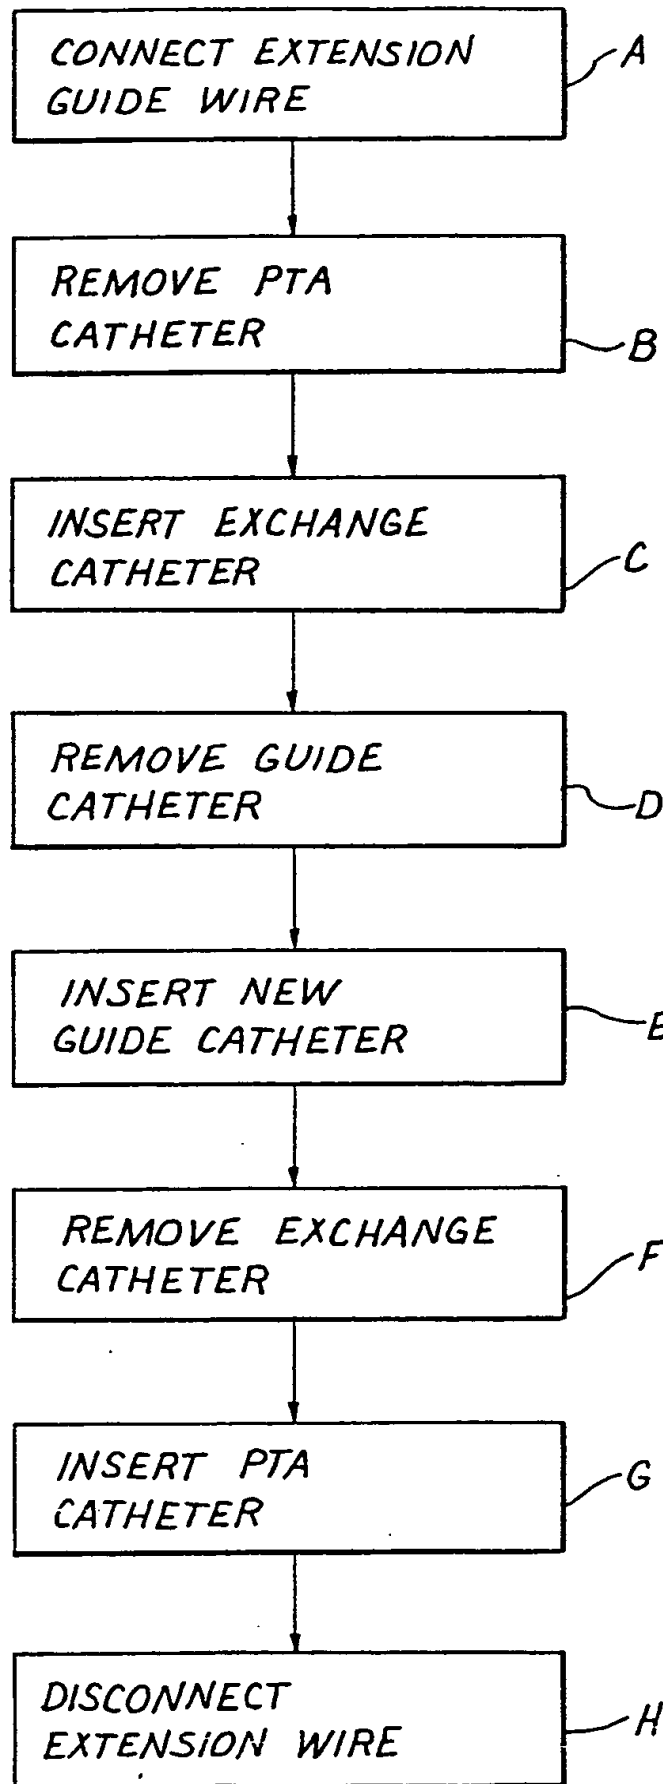 CONNECT EXTENSION
GUIDE WIRE
A
REMOVE PTA
CATHETER
B
INSERT EXCHANGE
CATHETER
C
REMOVE GUIDE
CATHETER
D
INSERT NEW
GUIDE CATHETER
E
REMOVE EXCHANGE
CATHETER
F
INSERT PTA
CATHETER
G
DISCONNECT
EXTENSION WIRE
H